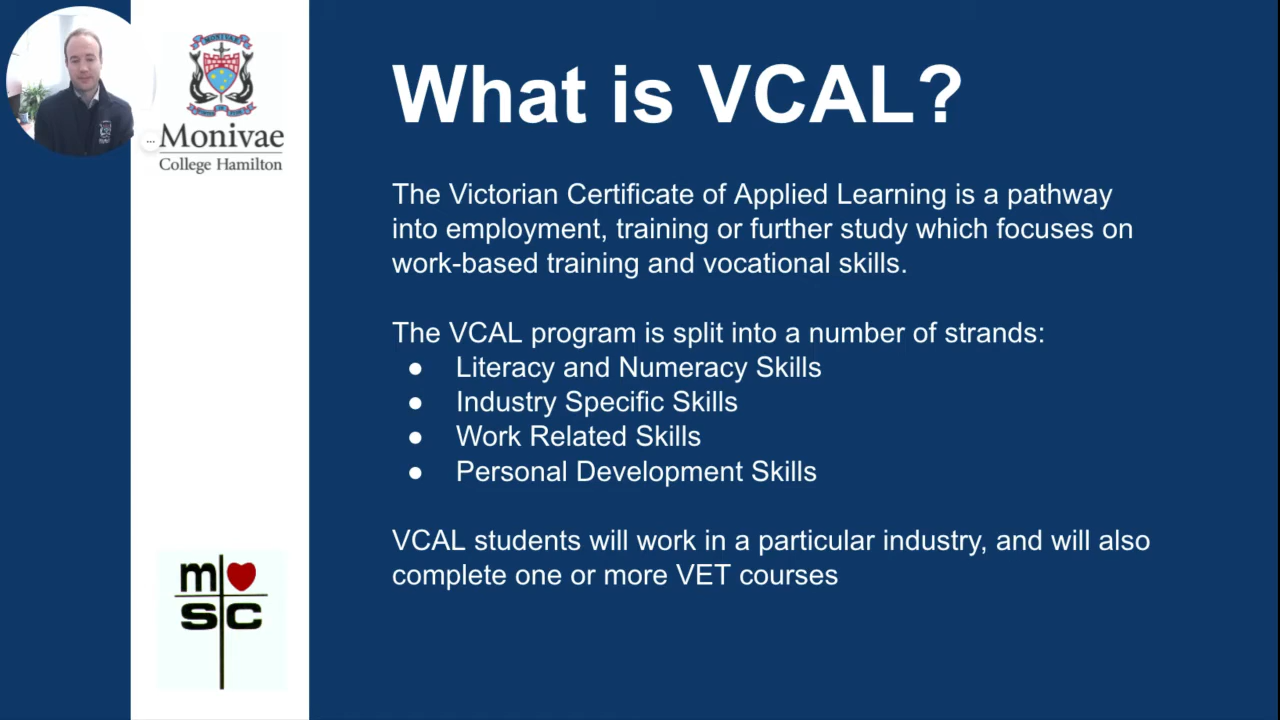 What is VCAL?
MONIVAE
Monivae
College Hamilton
The Victorian Certificate of Applied Learning is a pathway
into employment, training or further study which focuses on
work-based training and vocational skills.
The VCAL program is split into a number of strands:
● Literacy and Numeracy Skills
● Industry Specific Skills
● Work Related Skills
● Personal Development Skills
VCAL students will work in a particular industry, and will also
complete one or more VET courses
m
SC